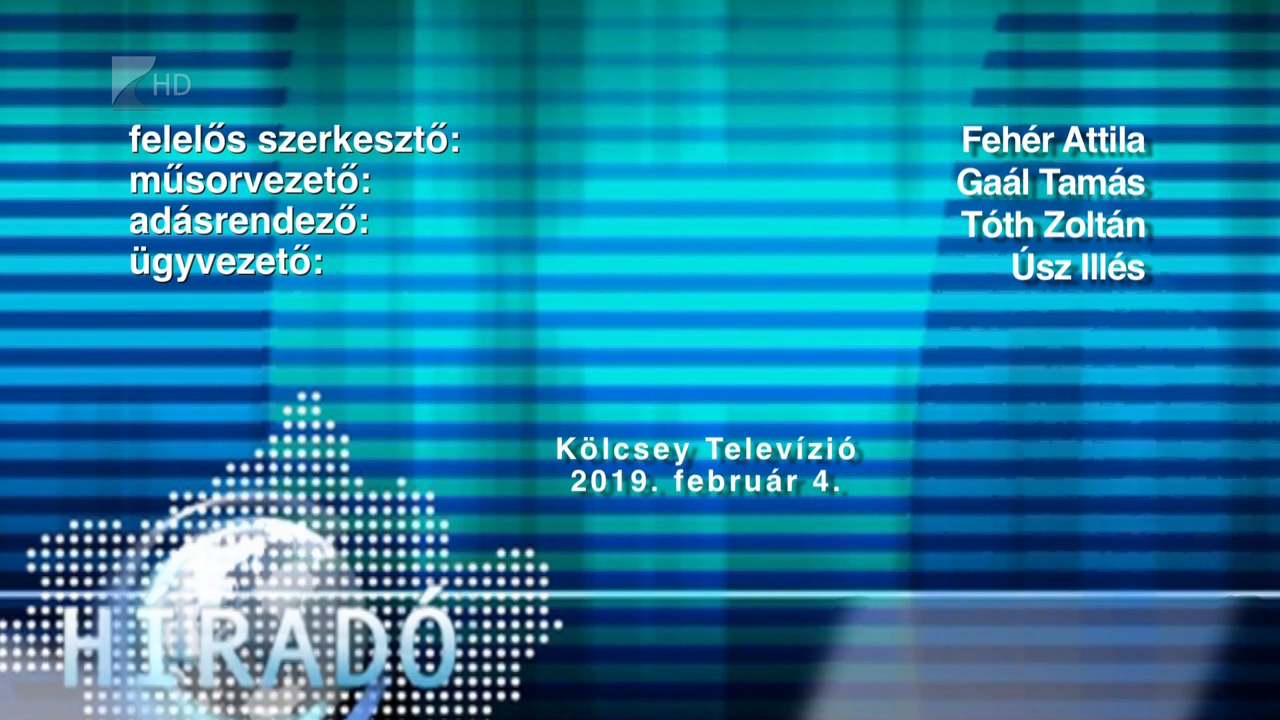 HD
felelős szerkesztő: Fehér Attila
műsorvezető: Gaál Tamás
adásrendező: Tóth Zoltán
ügyvezető: Úsz Illés
Kölcsey Televízió
2019. február 4.
HÍRADÓ